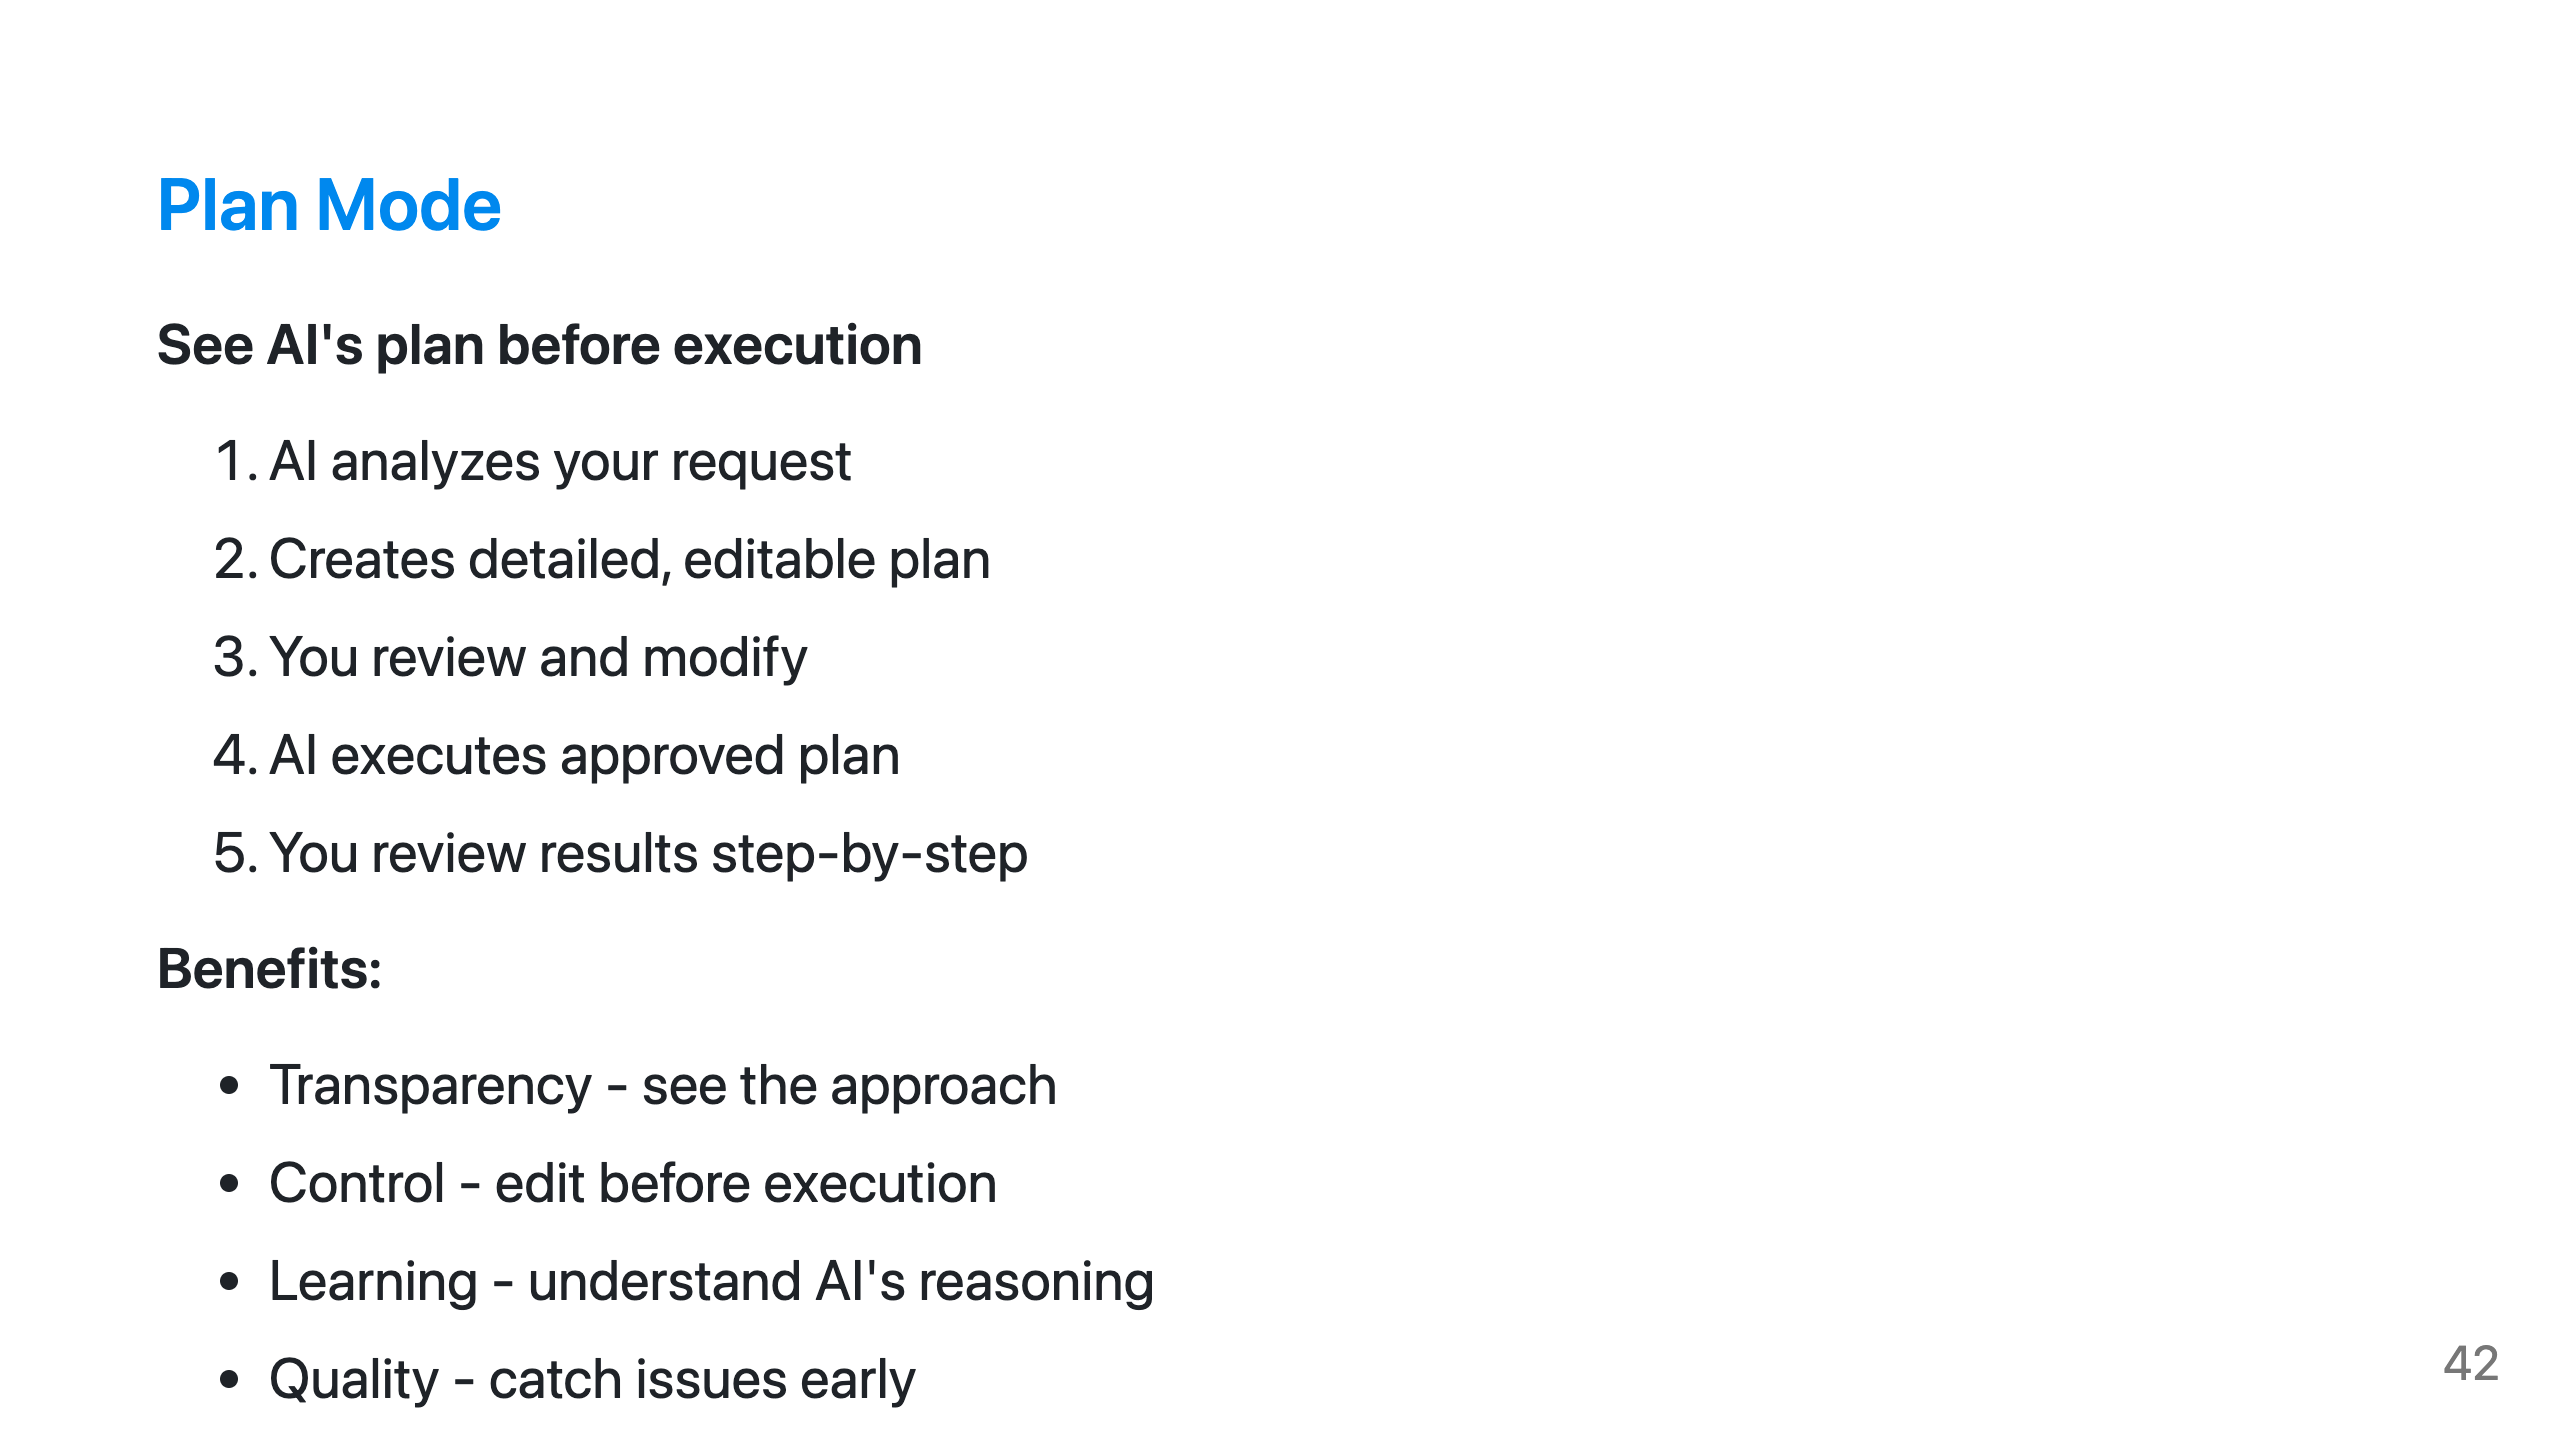 Plan Mode
See AI's plan before execution
1. AI analyzes your request
2. Creates detailed, editable plan
3. You review and modify
4. AI executes approved plan
5. You review results step-by-step
Benefits:
• Transparency - see the approach
• Control - edit before execution
• Learning - understand AI's reasoning
• Quality - catch issues early
42